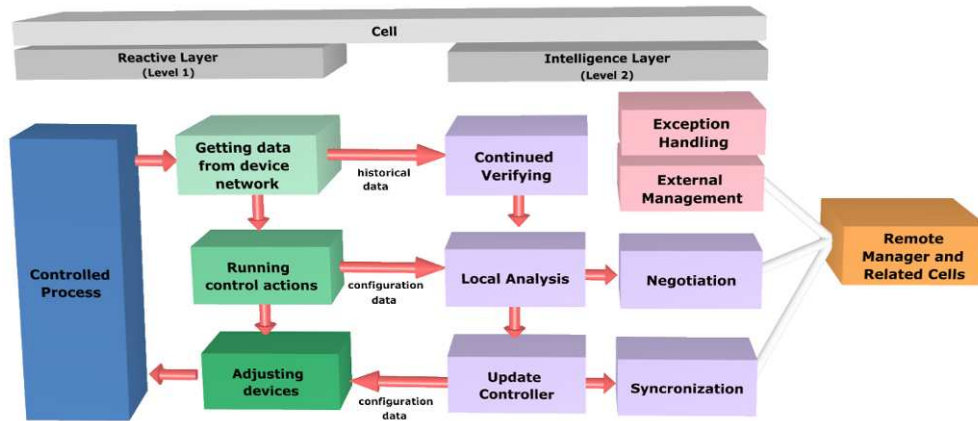 Cell
Reactive Layer
(Level 1)
Intelligence Layer
(Level 2)
Controlled
Process
Getting data
from device
network
historical
data
Continued
Verifying
Exception
Handling
External
Management
Running
control actions
configuration
data
Local Analysis
Negotiation
Remote
Manager and
Related Cells
Adjusting
devices
configuration
data
Update
Controller
Syncronization